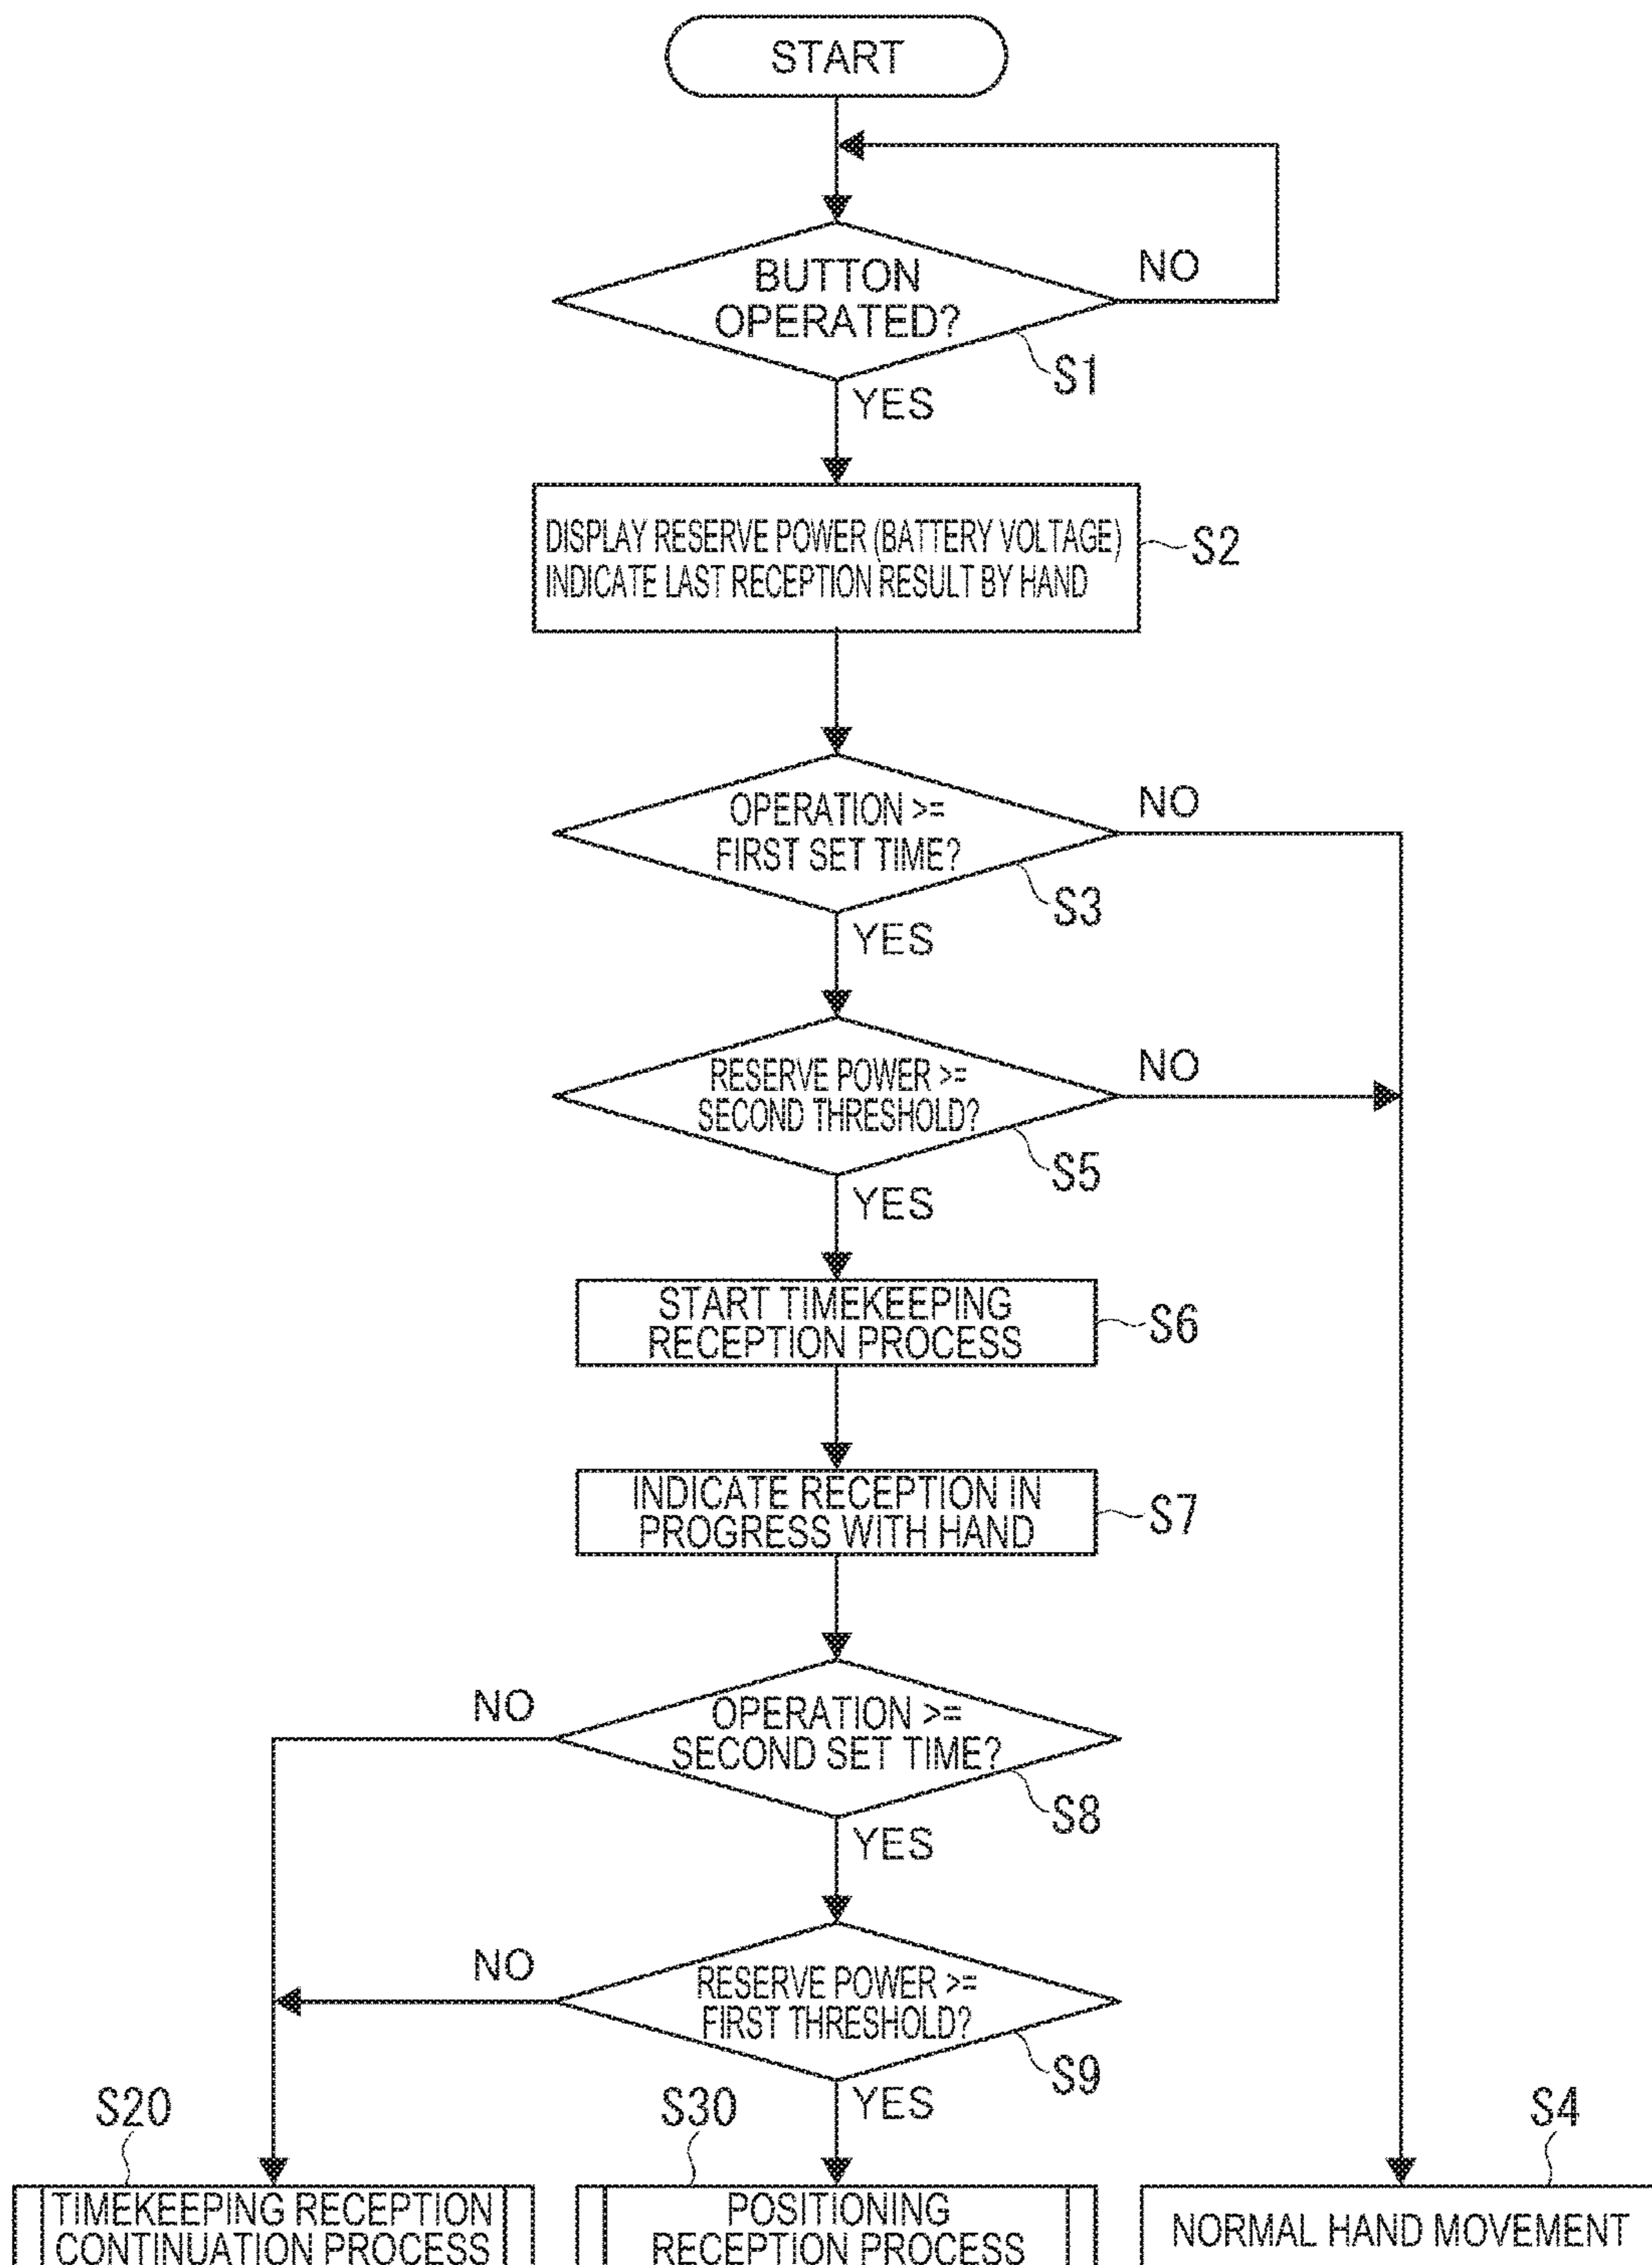 START
BUTTON
OPERATED?
NO
S1
YES
DISPLAY RESERVE POWER (BATTERY VOLTAGE)
INDICATE LAST RECEPTION RESULT BY HAND
S2
OPERATION >=
FIRST SET TIME?
NO
S3
YES
RESERVE POWER >=
SECOND THRESHOLD?
NO
S5
YES
START TIMEKEEPING
RECEPTION PROCESS
S6
INDICATE RECEPTION IN
PROGRESS WITH HAND
S7
NO
OPERATION >=
SECOND SET TIME?
S8
YES
NO
RESERVE POWER >=
FIRST THRESHOLD?
S9
YES
S20
S30
S4
TIMEKEEPING RECEPTION
CONTINUATION PROCESS
POSITIONING
RECEPTION PROCESS
NORMAL HAND MOVEMENT